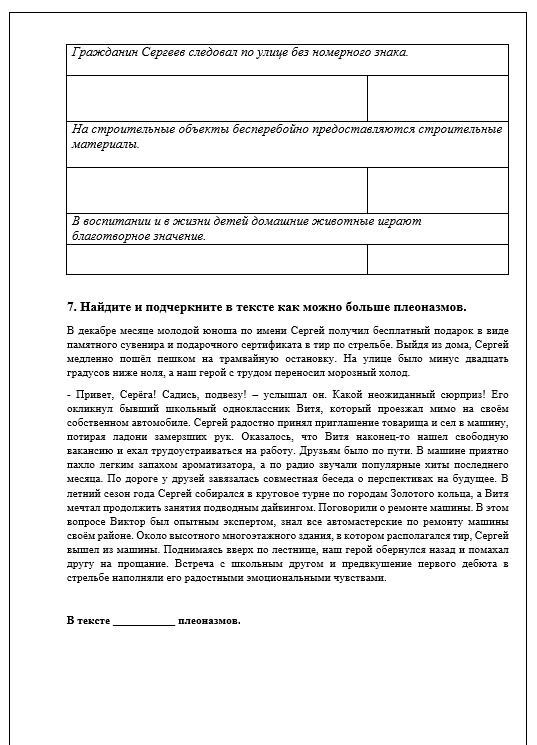 Гражданин Сергеев следовал по улице без номерного знака.
На строительные объекты бесперебойно предоставляются строительные
материалы.
В воспитании и в жизни детей домашние животные играют
благотворное значение.
7. Найдите и подчеркните в тексте как можно больше плеоназмов.
В декабре месяце молодой юноша по имени Сергей получил бесплатный подарок в виде
памятного сувенира и подарочного сертификата в тир по стрельбе. Выйдя из дома, Сергей
медленно пошёл пешком на трамвайную остановку. На улице было минус двадцать
градусов ниже ноля, а наш герой с трудом переносил морозный холод.
- Привет, Серёга! Садись, подвезу! – услышал он. Какой неожиданный сюрприз! Его
окликнул бывший школьный одноклассник Витя, который проезжал мимо на своём
собственном автомобиле. Сергей радостно принял приглашение товарища и сел в машину,
потирая ладони замерзших рук. Оказалось, что Витя наконец-то нашел свободную
вакансию и ехал трудоустраиваться на работу. Друзьям было по пути. В машине приятно
пахло легким запахом ароматизатора, а по радио звучали популярные хиты последнего
месяца. По дороге у друзей завязалась совместная беседа о перспективах на будущее. В
летний сезон года Сергей собирался в круговое турне по городам Золотого кольца, а Витя
мечтал продолжить занятия подводным дайвингом. Поговорили о ремонте машины. В этом
вопросе Виктор был опытным экспертом, знал все автомастерские по ремонту машины
своём районе. Около высотного многоэтажного здания, в котором располагался тир, Сергей
вышел из машины. Поднимаясь вверх по лестнице, наш герой обернулся назад и помахал
другу на прощание. Встреча с школьным другом и предвкушение первого дебюта в
стрельбе наполняли его радостными эмоциональными чувствами.
В тексте ___________ плеоназмов.